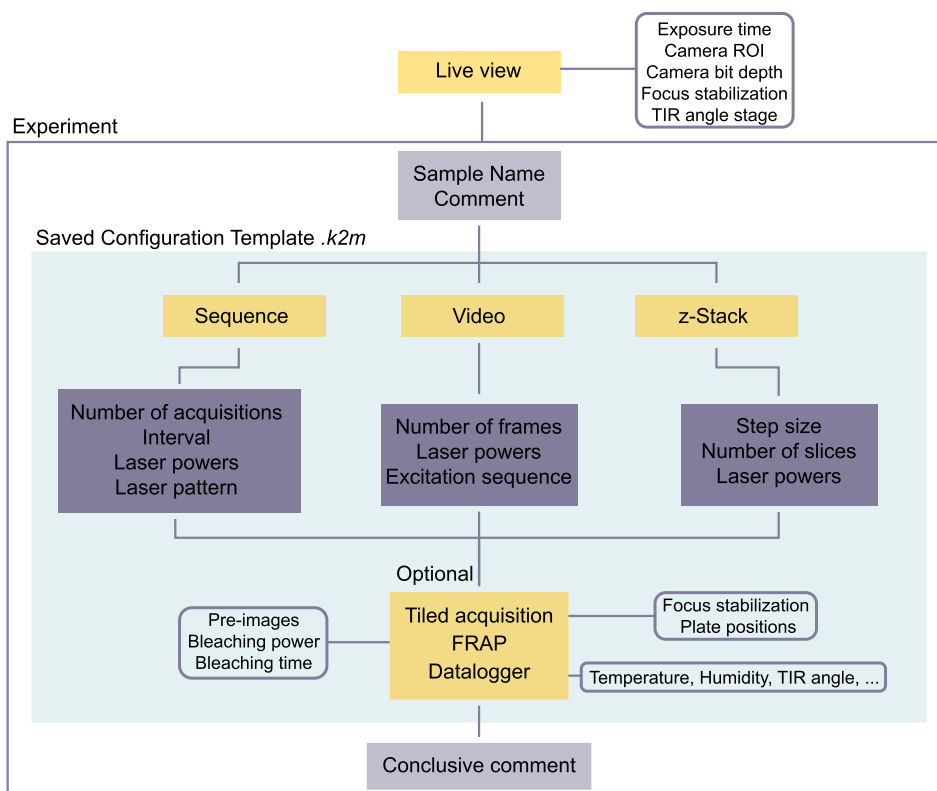 Live view
Exposure time
Camera ROI
Camera bit depth
Focus stabilization
TIR angle stage
Experiment
Sample Name
Comment
Saved Configuration Template .k2m
Sequence
Video
z-Stack
Number of acquisitions
Interval
Laser powers
Laser pattern
Number of frames
Laser powers
Excitation sequence
Step size
Number of slices
Laser powers
Optional
Tiled acquisition
FRAP
Datalogger
Pre-images
Bleaching power
Bleaching time
Focus stabilization
Plate positions
Temperature, Humidity, TIR angle, ...
Conclusive comment